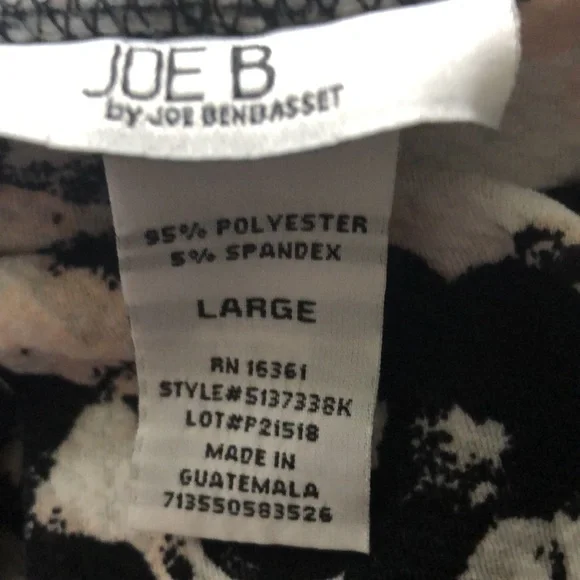 JOE B
by JOE BENBASSET
95% POLYESTER
5% SPANDEX
LARGE
RN 16361
STYLE#5137338K
LOT#P21518
MADE IN
GUATEMALA
713550583526